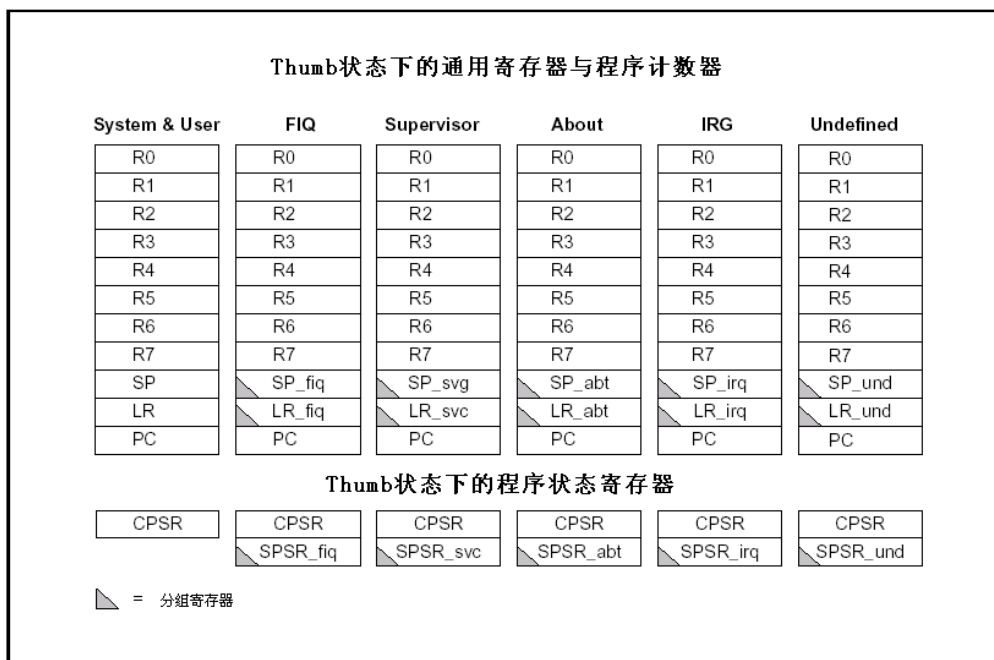 Thumb状态下的通用寄存器与程序计数器
System & User FIQ Supervisor About IRG Undefined
R0 R0 R0 R0 R0 R0
R1 R1 R1 R1 R1 R1
R2 R2 R2 R2 R2 R2
R3 R3 R3 R3 R3 R3
R4 R4 R4 R4 R4 R4
R5 R5 R5 R5 R5 R5
R6 R6 R6 R6 R6 R6
R7 R7 R7 R7 R7 R7
SP SP_fiq SP_svg SP_abt SP_irq SP_und
LR LR_fiq LR_svc LR_abt LR_irq LR_und
PC PC PC PC PC PC
Thumb状态下的程序状态寄存器
CPSR CPSR CPSR CPSR CPSR CPSR
SPSR_fiq SPSR_svc SPSR_abt SPSR_irq SPSR_und
= 分组寄存器